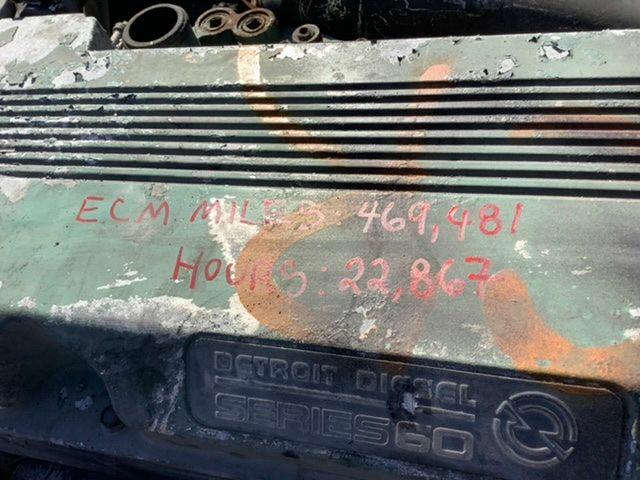 ECM MILES: 469,481
HOURS: 22,867
DETROIT DIESEL
SERIES 60